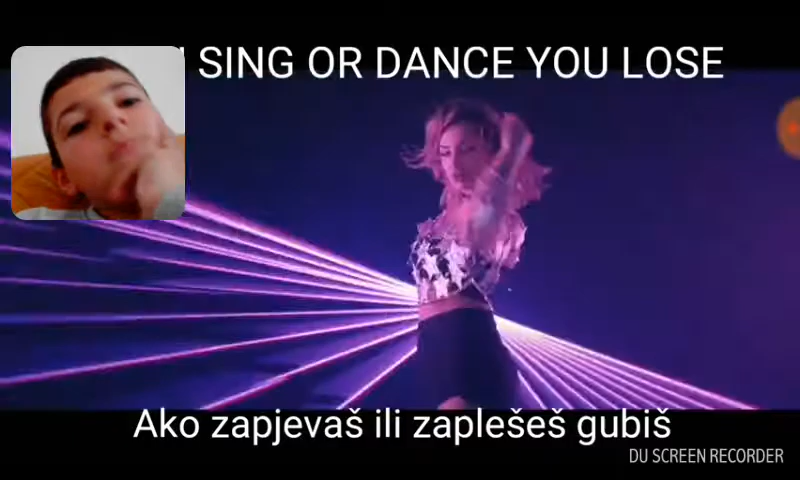 SING OR DANCE YOU LOSE
Ako zapjevaš ili zaplešeš gubiš
DU SCREEN RECORDER